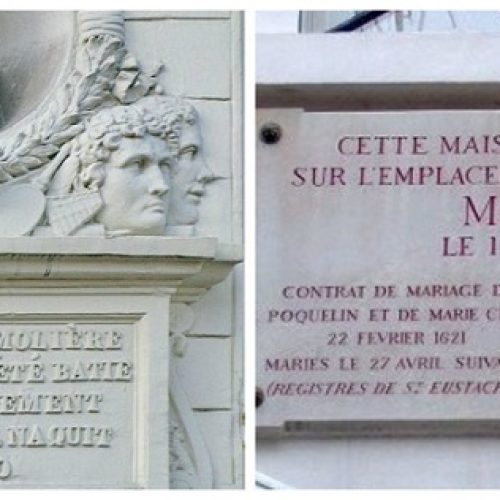 MOLIÈRE
ÉTÉ BATIE
EMENT
NAQUIT
0
CETTE MAIS
SUR L'EMPLACE
M
LE 1
CONTRAT DE MARIAGE D
POQUELIN ET DE MARIE C
22 FEVRIER 1621
MARIES LE 27 AVRIL SUIVA
(REGISTRES DE St EUSTAC